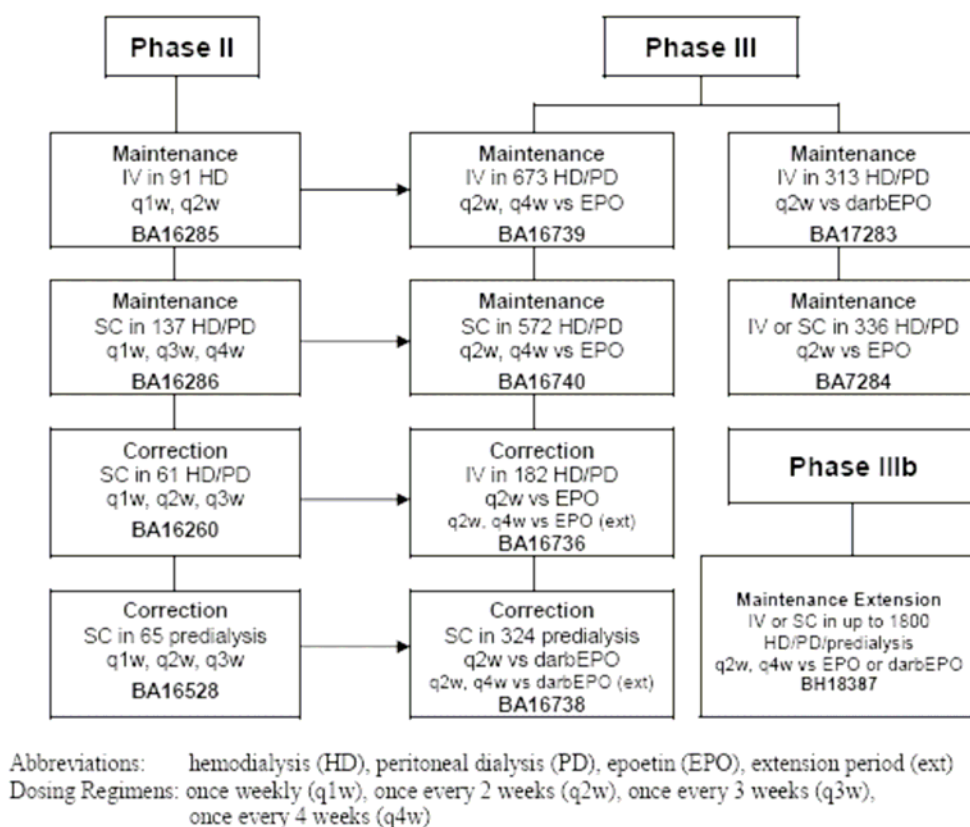 Phase II
Maintenance
IV in 91 HD
q1w, q2w
BA16285
Maintenance
SC in 137 HD/PD
q1w, q3w, q4w
BA16286
Correction
SC in 61 HD/PD
q1w, q2w, q3w
BA16260
Correction
SC in 65 predialysis
q1w, q2w, q3w
BA16528
Phase III
Maintenance
IV in 673 HD/PD
q2w, q4w vs EPO
BA16739
Maintenance
SC in 572 HD/PD
q2w, q4w vs EPO
BA16740
Correction
IV in 182 HD/PD
q2w vs EPO
q2w, q4w vs EPO (ext)
BA16736
Correction
SC in 324 predialysis
q2w vs darbEPO
q2w, q4w vs darbEPO (ext)
BA16738
Maintenance
IV in 313 HD/PD
q2w vs darbEPO
BA17283
Maintenance
IV or SC in 336 HD/PD
q2w vs EPO
BA7284
Phase IIIb
Maintenance Extension
IV or SC in up to 1800
HD/PD/predialysis
q2w, q4w vs EPO or darbEPO
BH18387
Abbreviations: hemodialysis (HD), peritoneal dialysis (PD), epoetin (EPO), extension period (ext)
Dosing Regimens: once weekly (q1w), once every 2 weeks (q2w), once every 3 weeks (q3w),
once every 4 weeks (q4w)